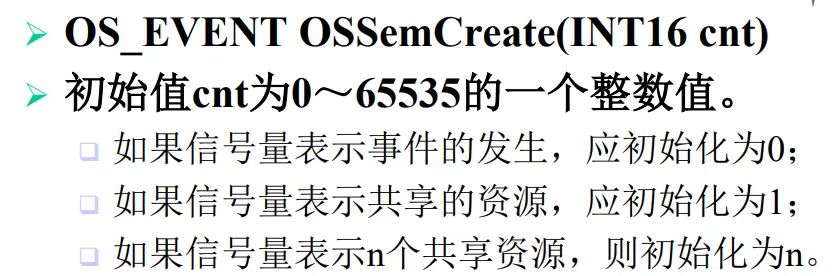 OS_EVENT OSSemCreate(INT16 cnt)
初始值cnt为0~65535的一个整数值。
如果信号量表示事件的发生，应初始化为0；
如果信号量表示共享的资源，应初始化为1；
如果信号量表示n个共享资源，则初始化为n。